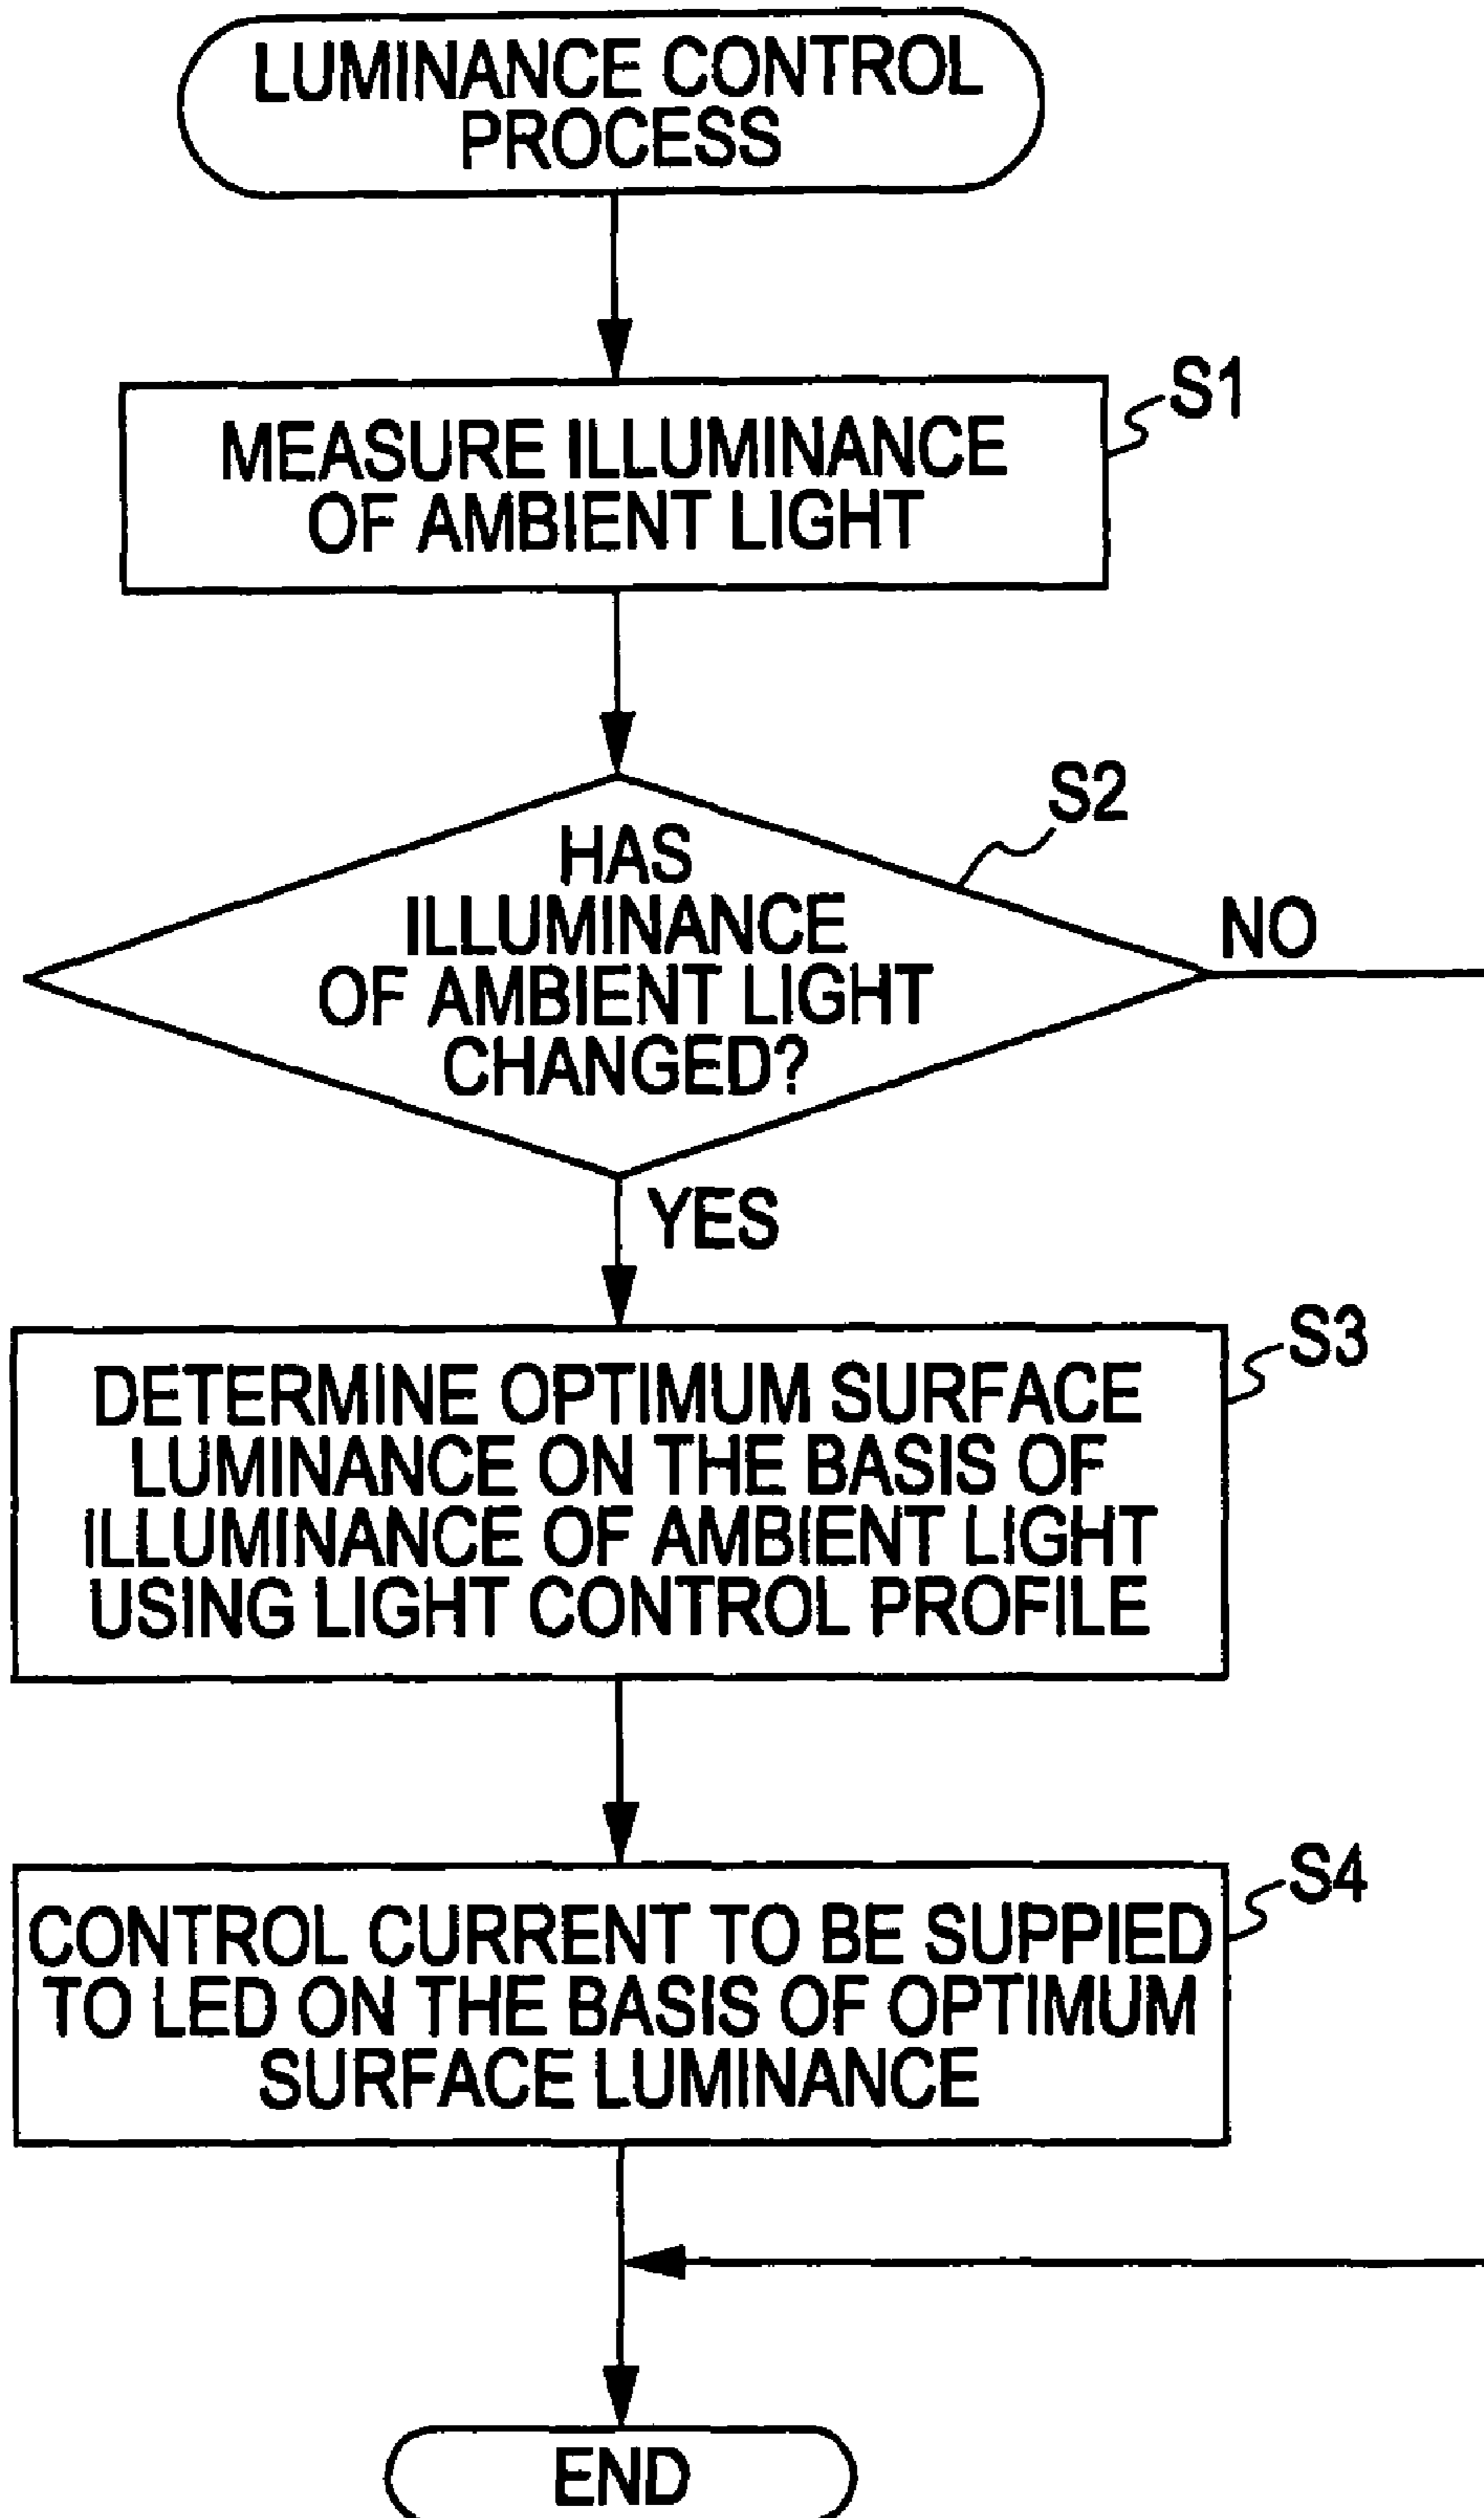 LUMINANCE CONTROL
PROCESS
S1
MEASURE ILLUMINANCE
OF AMBIENT LIGHT
S2
HAS
ILLUMINANCE
OF AMBIENT LIGHT
CHANGED?
NO
YES
S3
DETERMINE OPTIMUM SURFACE
LUMINANCE ON THE BASIS OF
ILLUMINANCE OF AMBIENT LIGHT
USING LIGHT CONTROL PROFILE
S4
CONTROL CURRENT TO BE SUPPIED
TO LED ON THE BASIS OF OPTIMUM
SURFACE LUMINANCE
END